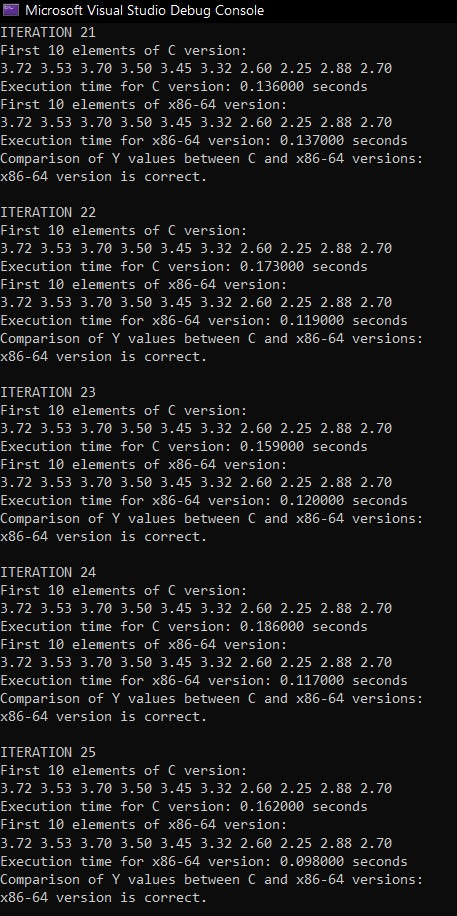 Microsoft Visual Studio Debug Console
ITERATION 21
First 10 elements of C version:
3.72 3.53 3.70 3.50 3.45 3.32 2.60 2.25 2.88 2.70
Execution time for C version: 0.136000 seconds
First 10 elements of x86-64 version:
3.72 3.53 3.70 3.50 3.45 3.32 2.60 2.25 2.88 2.70
Execution time for x86-64 version: 0.137000 seconds
Comparison of Y values between C and x86-64 versions:
x86-64 version is correct.

ITERATION 22
First 10 elements of C version:
3.72 3.53 3.70 3.50 3.45 3.32 2.60 2.25 2.88 2.70
Execution time for C version: 0.173000 seconds
First 10 elements of x86-64 version:
3.72 3.53 3.70 3.50 3.45 3.32 2.60 2.25 2.88 2.70
Execution time for x86-64 version: 0.119000 seconds
Comparison of Y values between C and x86-64 versions:
x86-64 version is correct.

ITERATION 23
First 10 elements of C version:
3.72 3.53 3.70 3.50 3.45 3.32 2.60 2.25 2.88 2.70
Execution time for C version: 0.159000 seconds
First 10 elements of x86-64 version:
3.72 3.53 3.70 3.50 3.45 3.32 2.60 2.25 2.88 2.70
Execution time for x86-64 version: 0.120000 seconds
Comparison of Y values between C and x86-64 versions:
x86-64 version is correct.

ITERATION 24
First 10 elements of C version:
3.72 3.53 3.70 3.50 3.45 3.32 2.60 2.25 2.88 2.70
Execution time for C version: 0.186000 seconds
First 10 elements of x86-64 version:
3.72 3.53 3.70 3.50 3.45 3.32 2.60 2.25 2.88 2.70
Execution time for x86-64 version: 0.117000 seconds
Comparison of Y values between C and x86-64 versions:
x86-64 version is correct.

ITERATION 25
First 10 elements of C version:
3.72 3.53 3.70 3.50 3.45 3.32 2.60 2.25 2.88 2.70
Execution time for C version: 0.162000 seconds
First 10 elements of x86-64 version:
3.72 3.53 3.70 3.50 3.45 3.32 2.60 2.25 2.88 2.70
Execution time for x86-64 version: 0.098000 seconds
Comparison of Y values between C and x86-64 versions:
x86-64 version is correct.